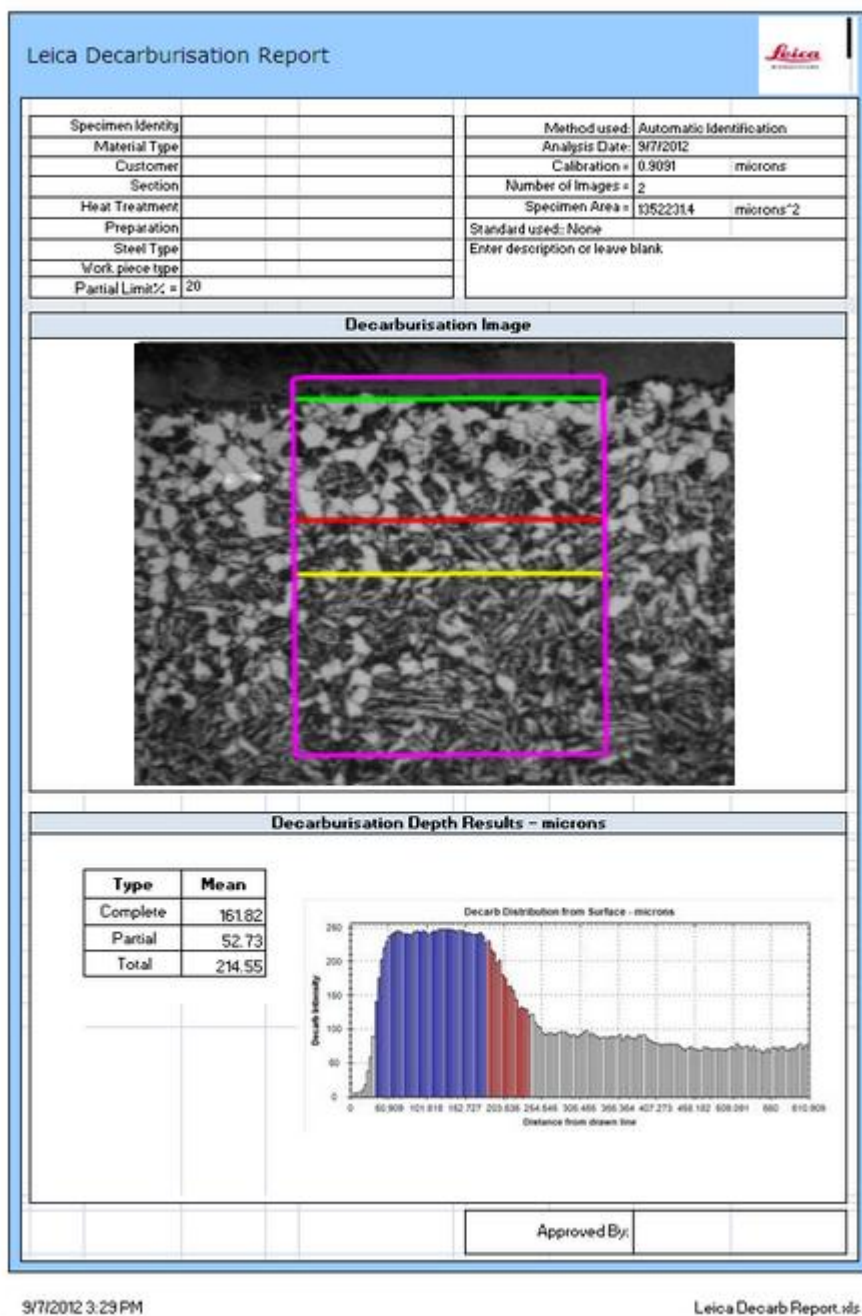 Leica Decarburisation Report
Leica
Specimen Identity
Material Type
Customer
Section
Heat Treatment
Preparation
Steel Type
Work piece type
Partial Limit% = 20
Method used: Automatic Identification
Analysis Date: 9/7/2012
Calibration = 0.9091 microns
Number of Images = 2
Specimen Area = 1352231.4 microns^2
Standard used:: None
Enter description or leave blank
Decarburisation Image
Decarburisation Depth Results - microns
Type Mean
Complete 161.82
Partial 52.73
Total 214.55
Decarb Distribution from Surface - microns
Decarb Intensity
250
200
150
100
50
0
0 50.909 101.818 152.727 203.636 254.546 305.455 356.364 407.273 458.182 509.091 560 610.909
Distance from drawn line
Approved By:
9/7/2012 3:29 PM
Leica Decarb Report.xls